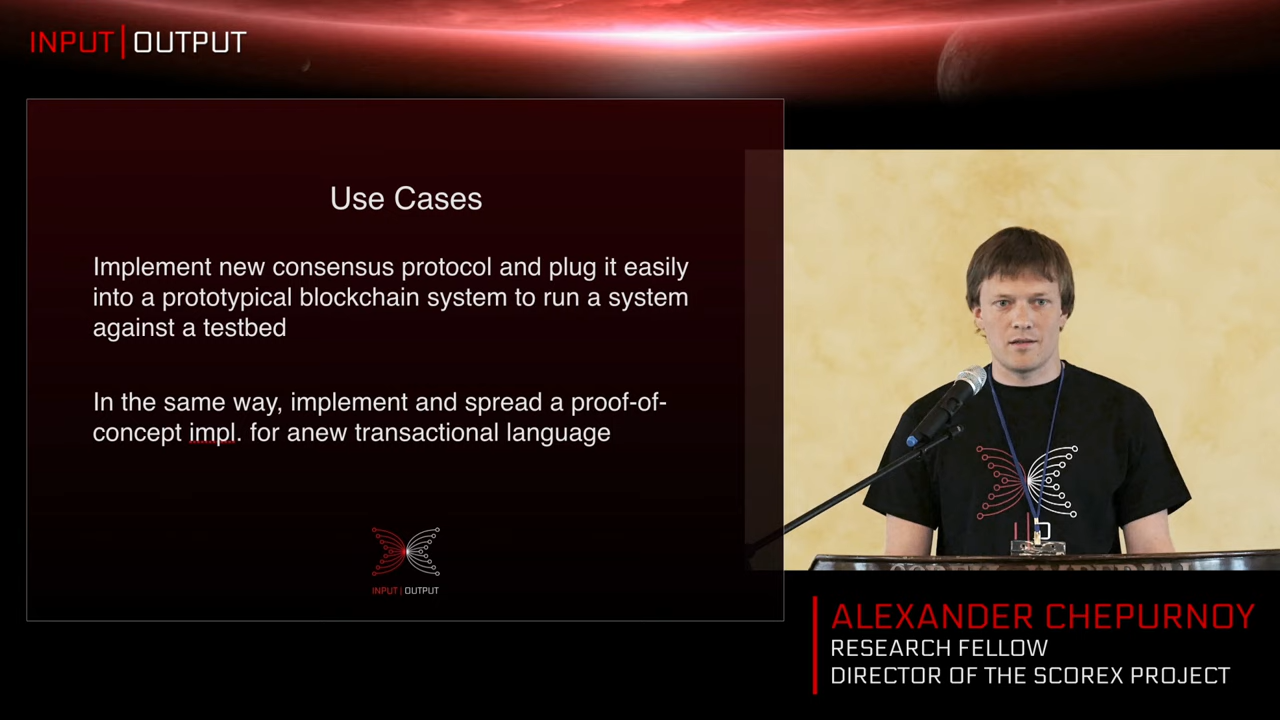 INPUT | OUTPUT
Use Cases
Implement new consensus protocol and plug it easily
into a prototypical blockchain system to run a system
against a testbed
In the same way, implement and spread a proof-of-
concept impl. for anew transactional language
INPUT | OUTPUT
ALEXANDER CHEPURNOY
RESEARCH FELLOW
DIRECTOR OF THE SCOREX PROJECT